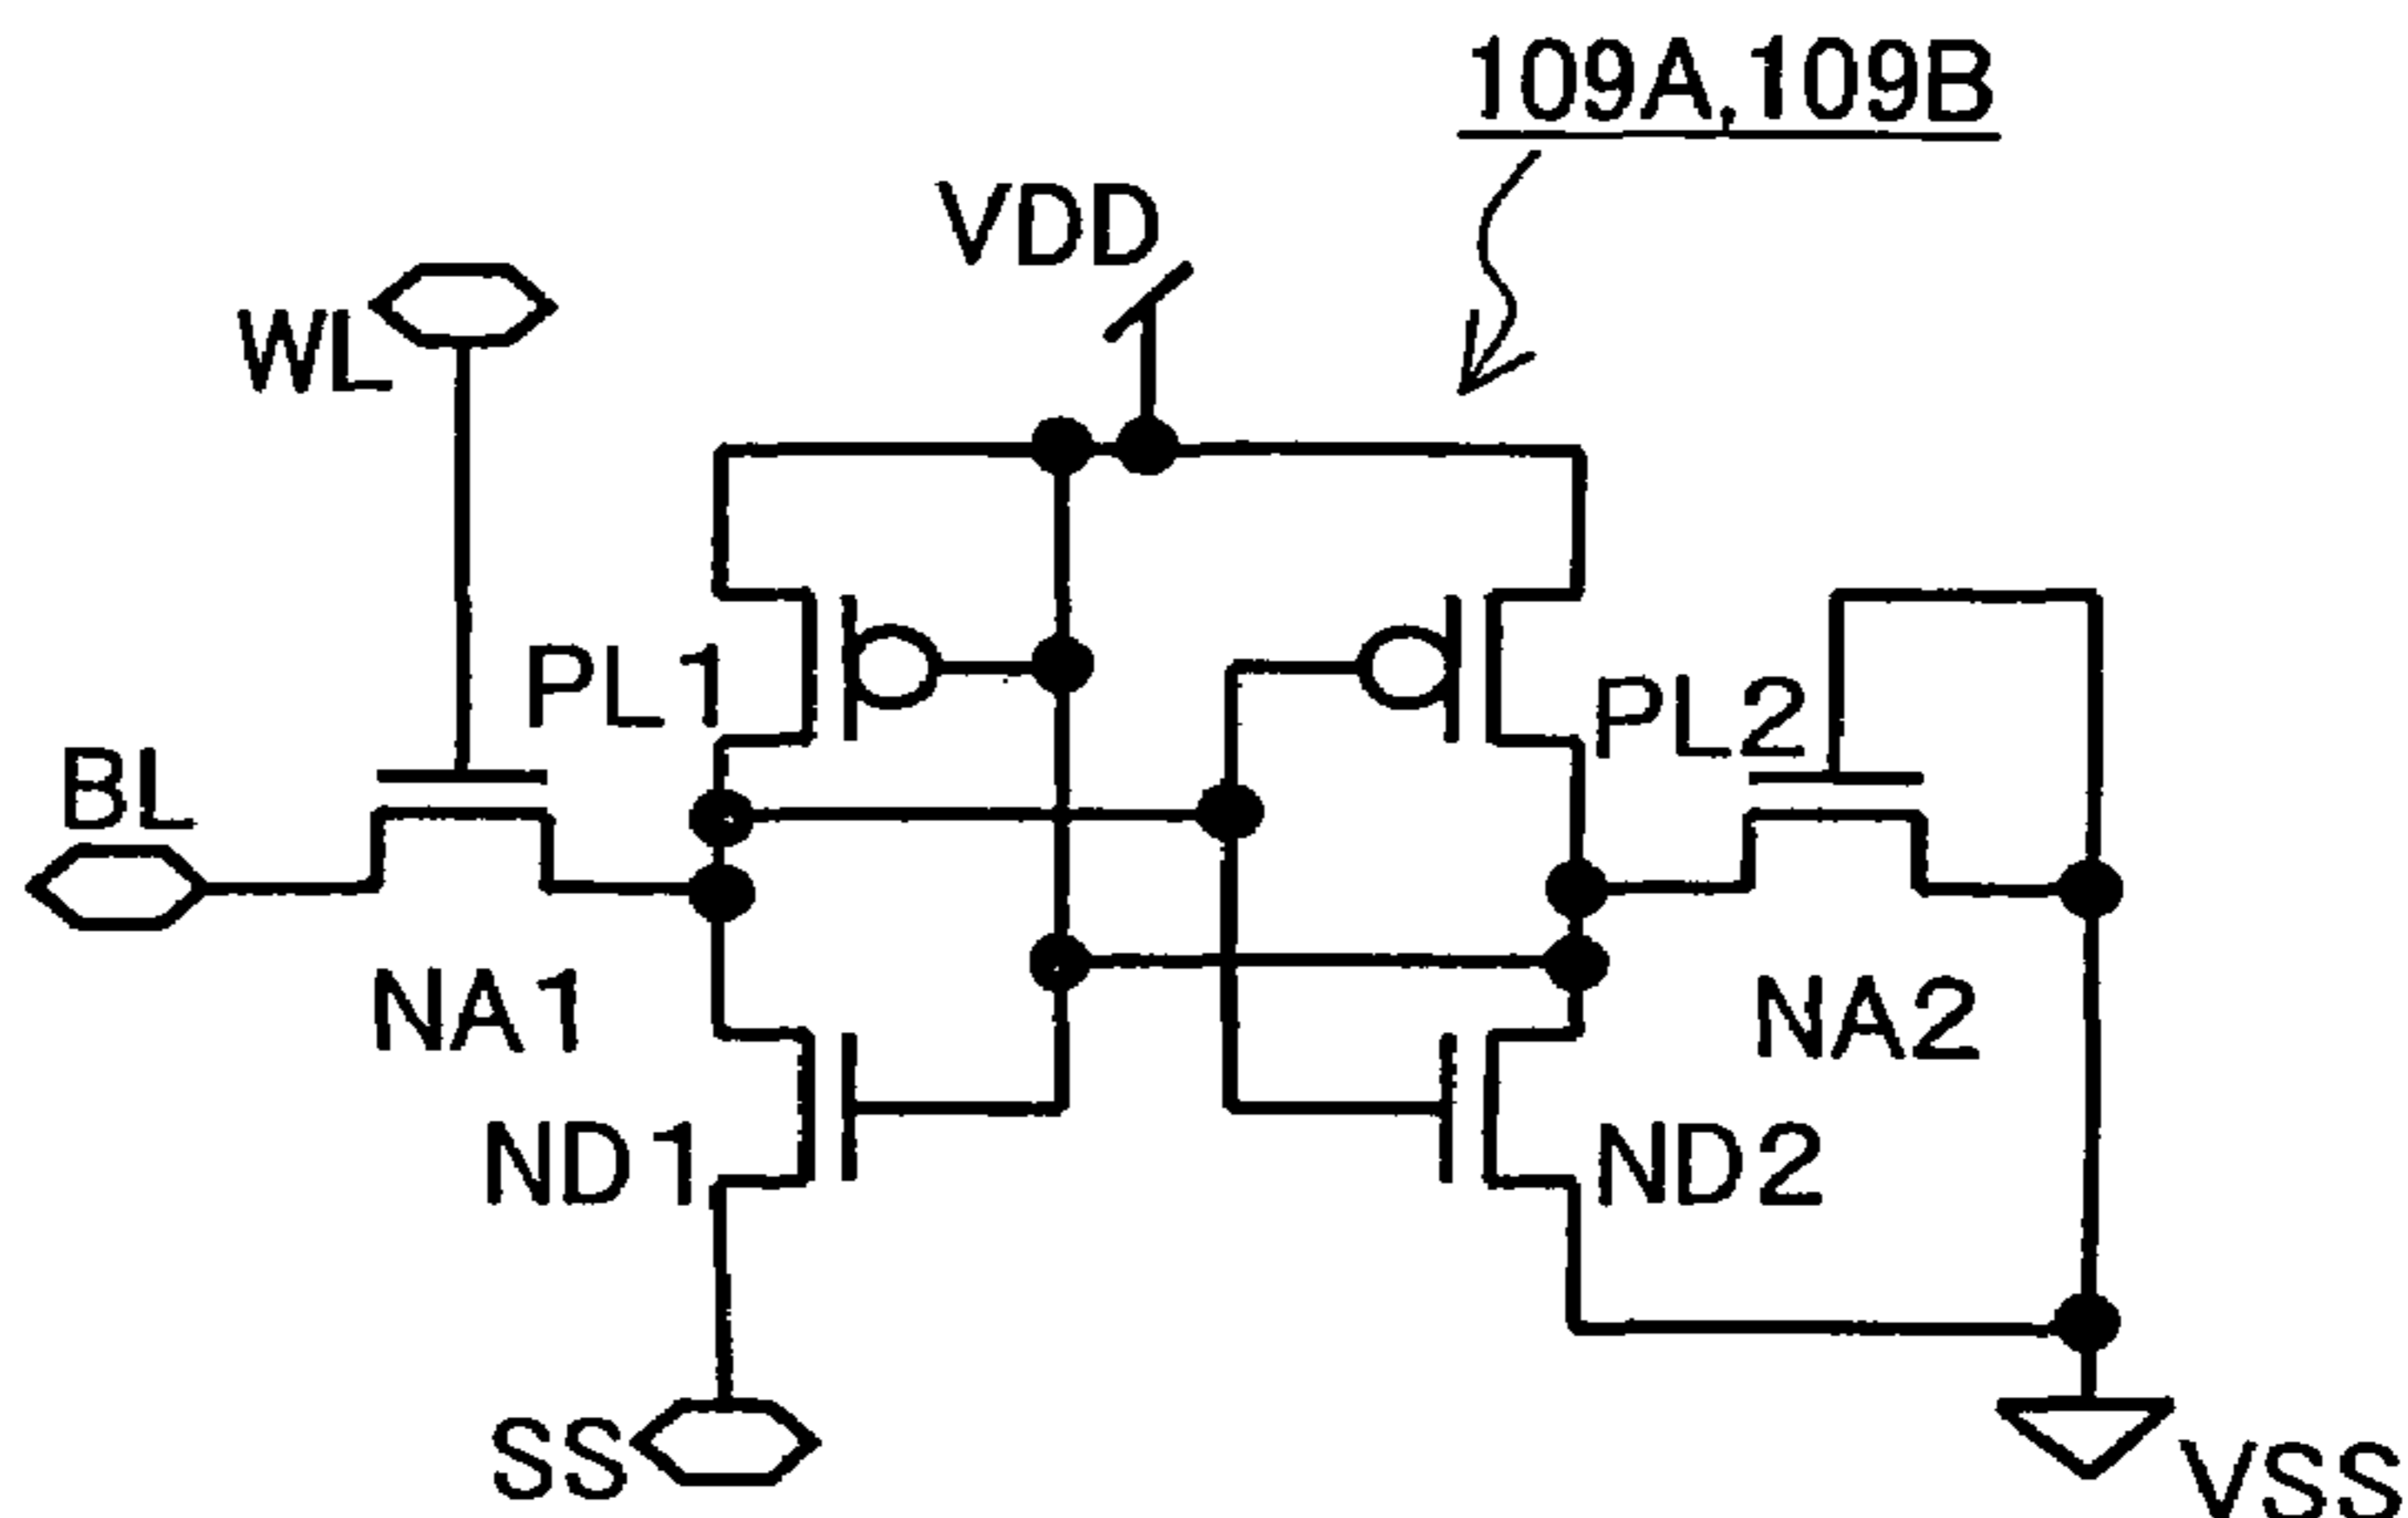 109A,109B
VDD
WL
PL1
PL2
BL
NA1
NA2
ND1
ND2
SS
VSS